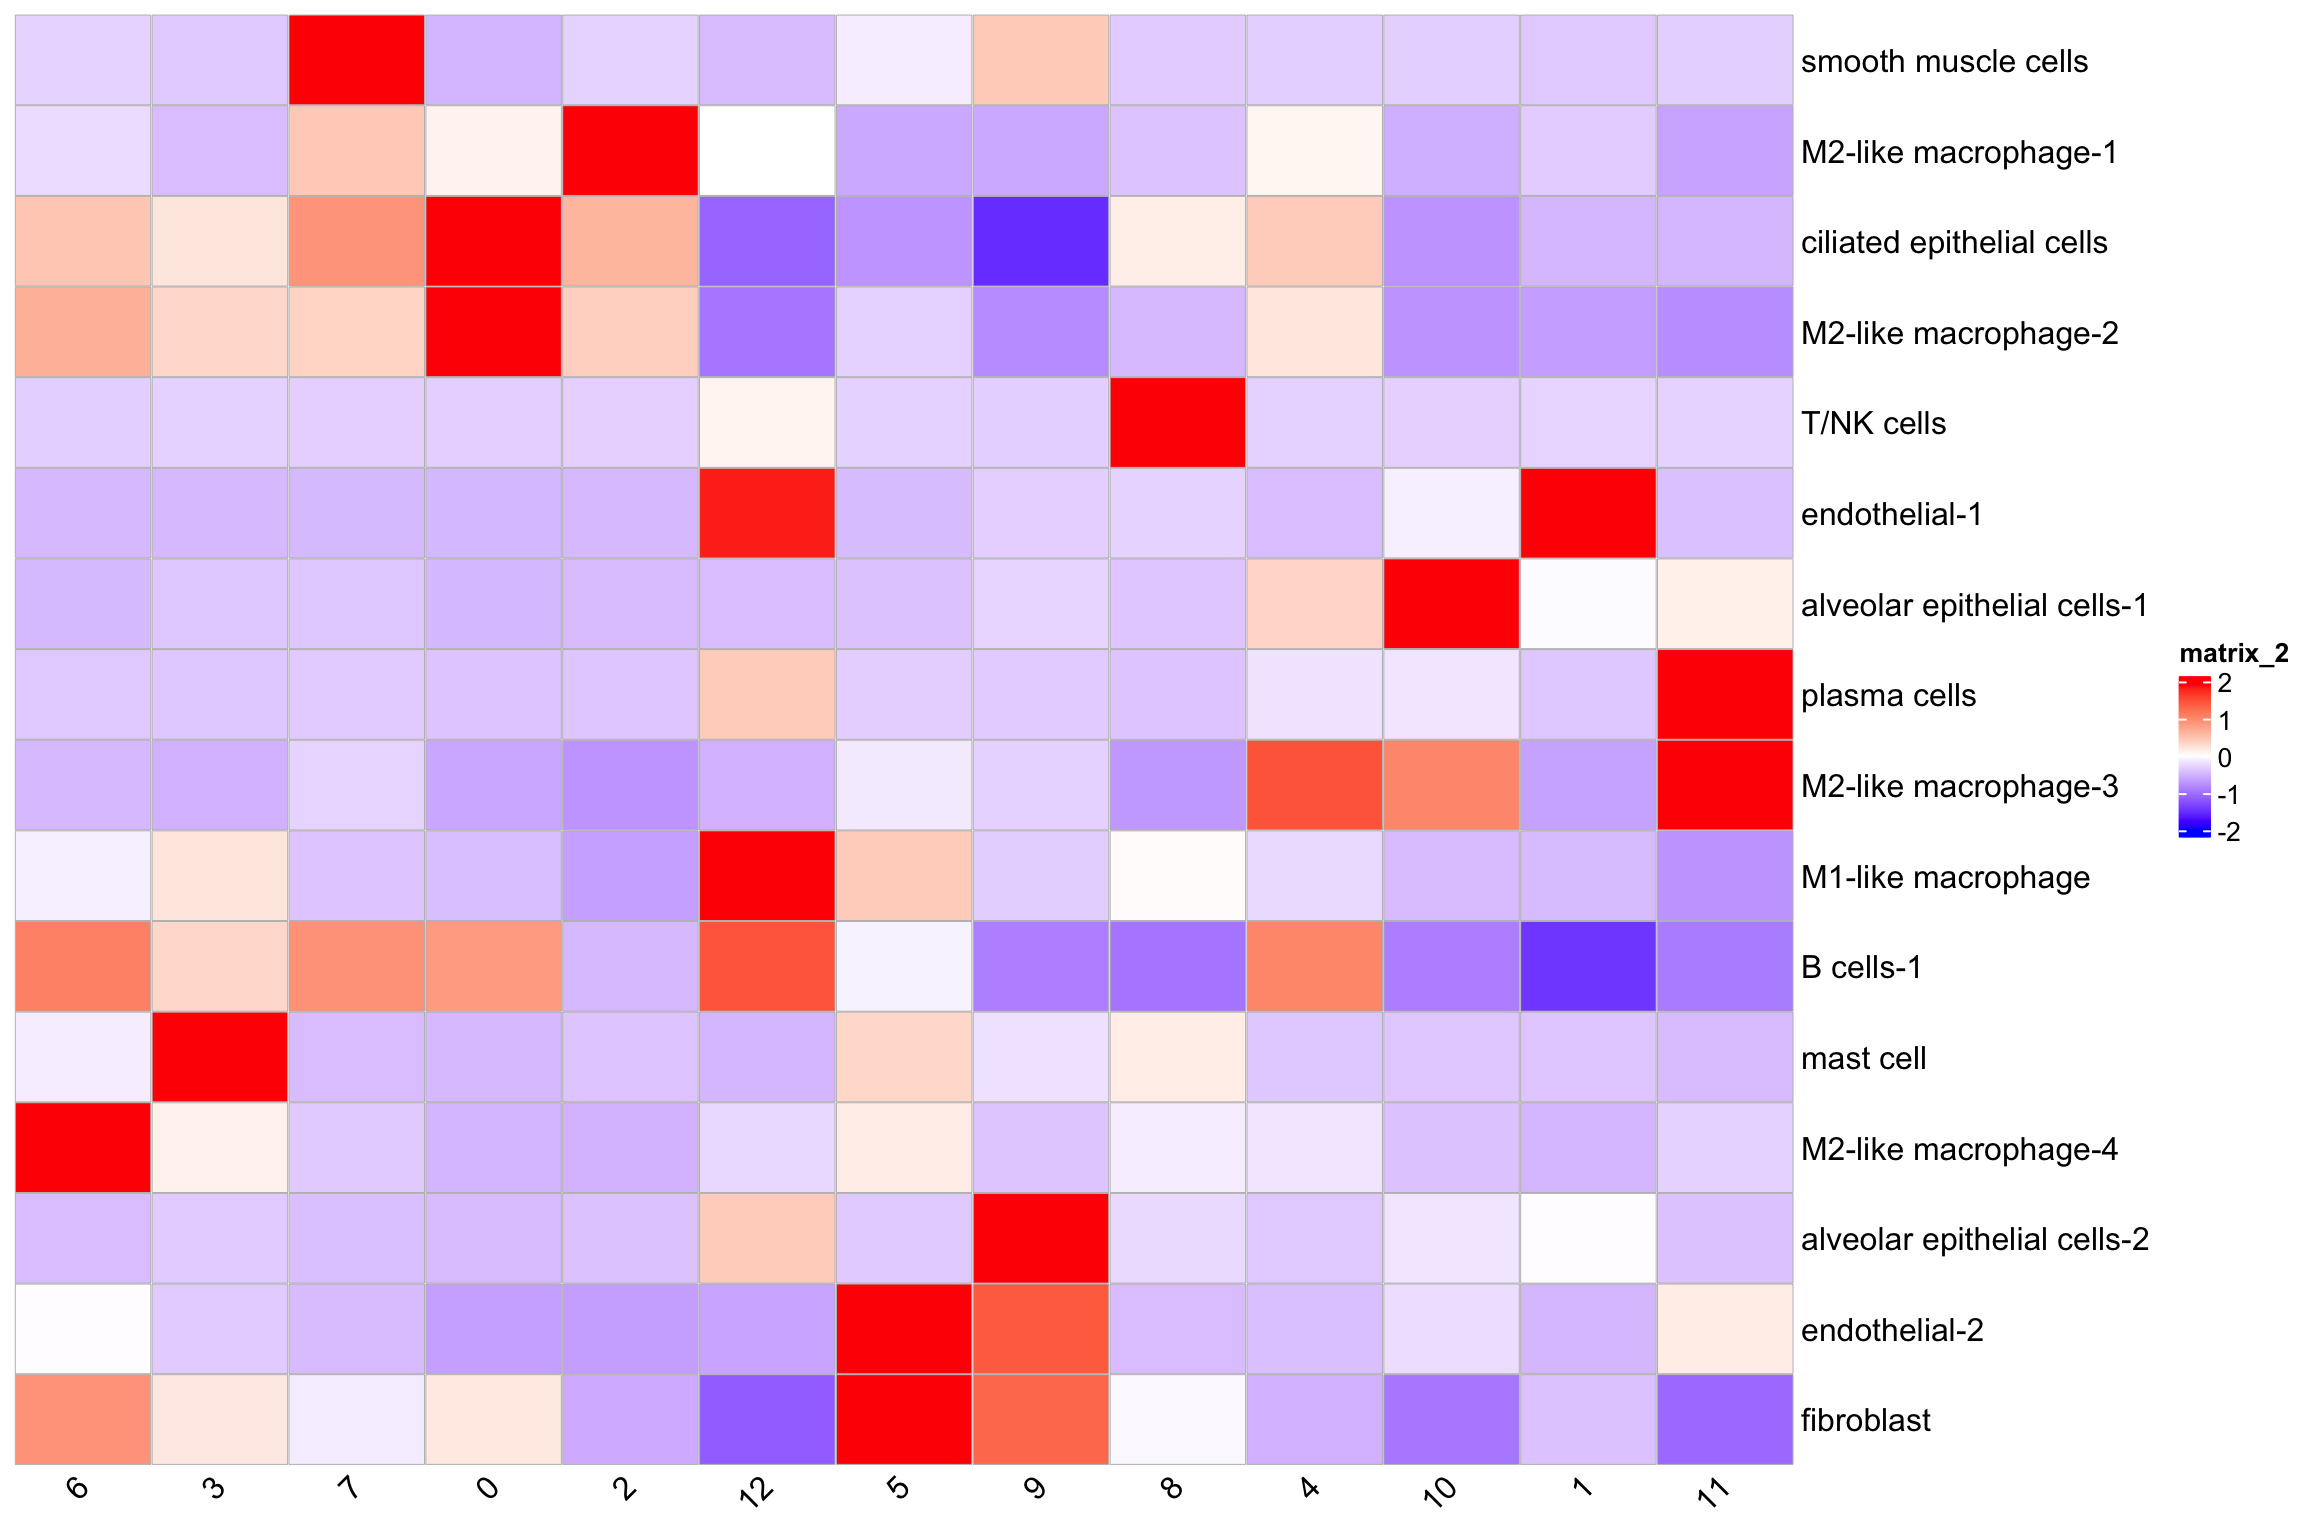 smooth muscle cells
M2-like macrophage-1
ciliated epithelial cells
M2-like macrophage-2
T/NK cells
endothelial-1
alveolar epithelial cells-1
plasma cells
M2-like macrophage-3
M1-like macrophage
B cells-1
mast cell
M2-like macrophage-4
alveolar epithelial cells-2
endothelial-2
fibroblast
6 3 7 0 2 12 5 9 8 4 10 1 11
matrix_2
2
1
0
-1
-2